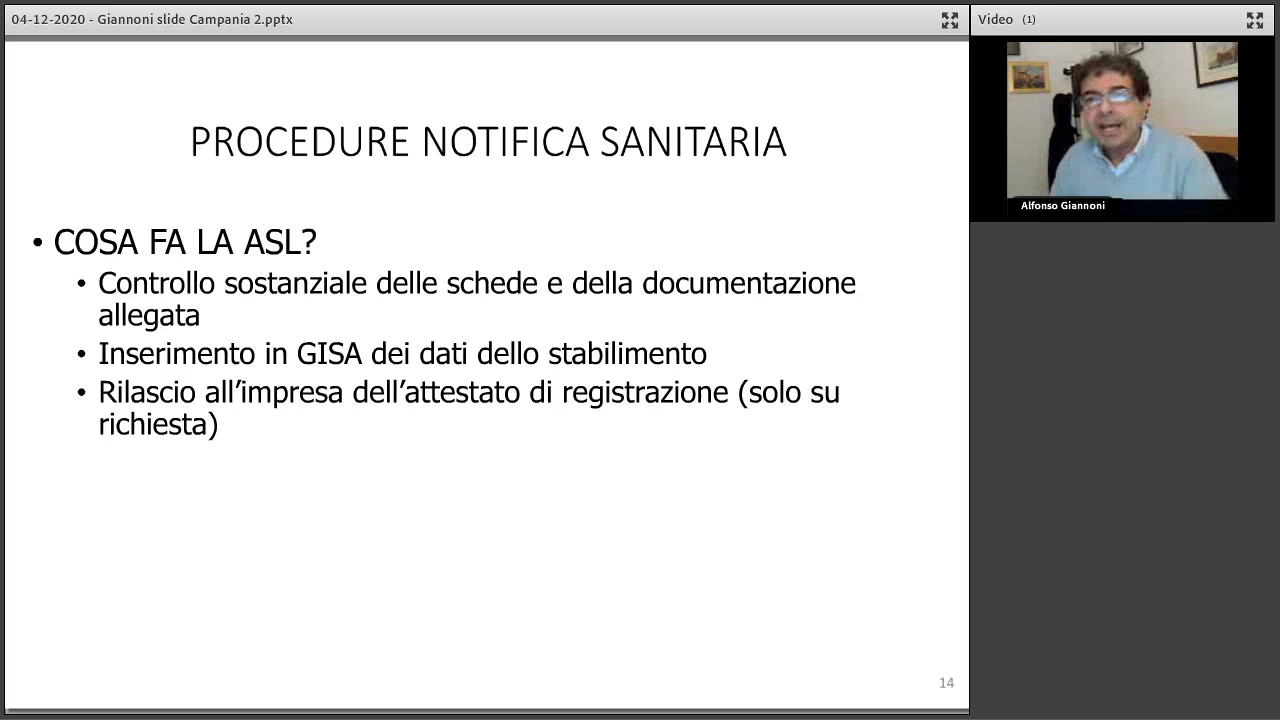 04-12-2020 - Giannoni slide Campania 2.pptx
Video (1)
Alfonso Giannoni
PROCEDURE NOTIFICA SANITARIA
• COSA FA LA ASL?
• Controllo sostanziale delle schede e della documentazione
allegata
• Inserimento in GISA dei dati dello stabilimento
• Rilascio all’impresa dell’attestato di registrazione (solo su
richiesta)
14